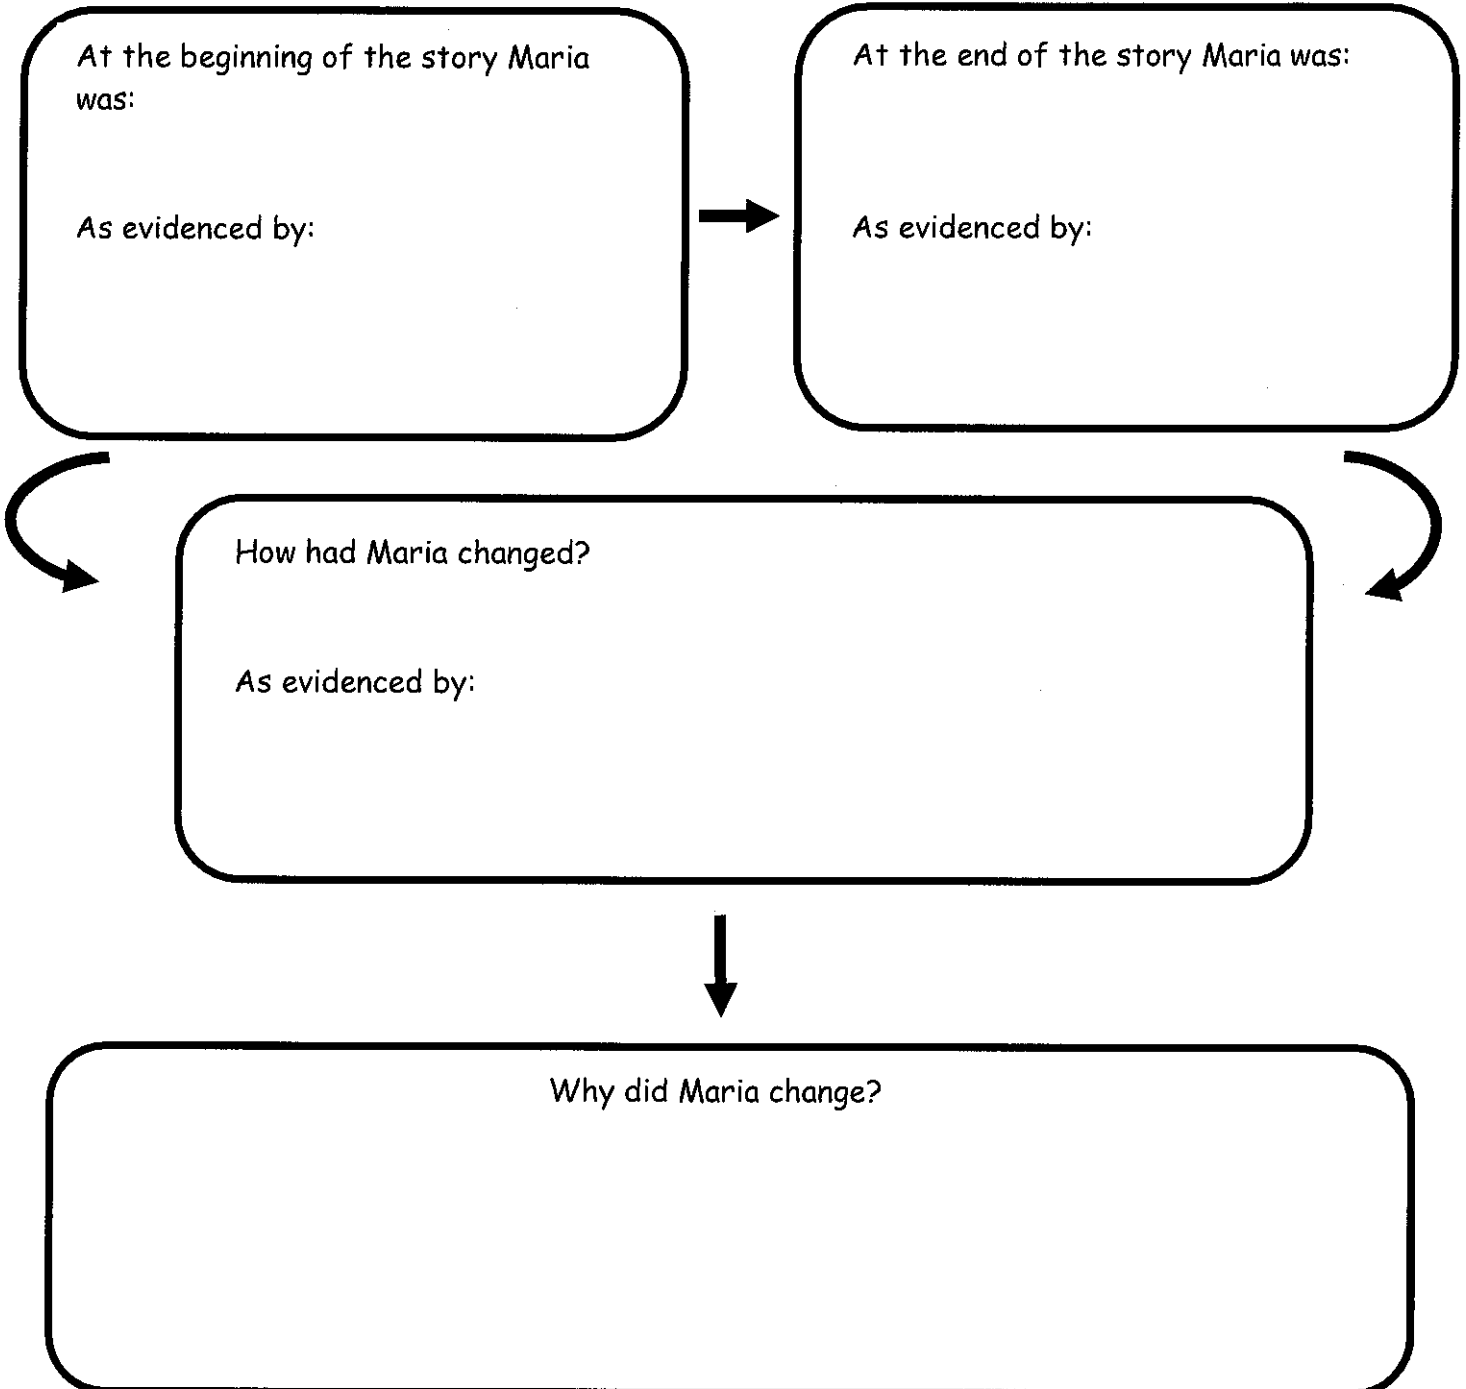 At the beginning of the story Maria
was:
As evidenced by:
At the end of the story Maria was:
As evidenced by:
How had Maria changed?
As evidenced by:
Why did Maria change?